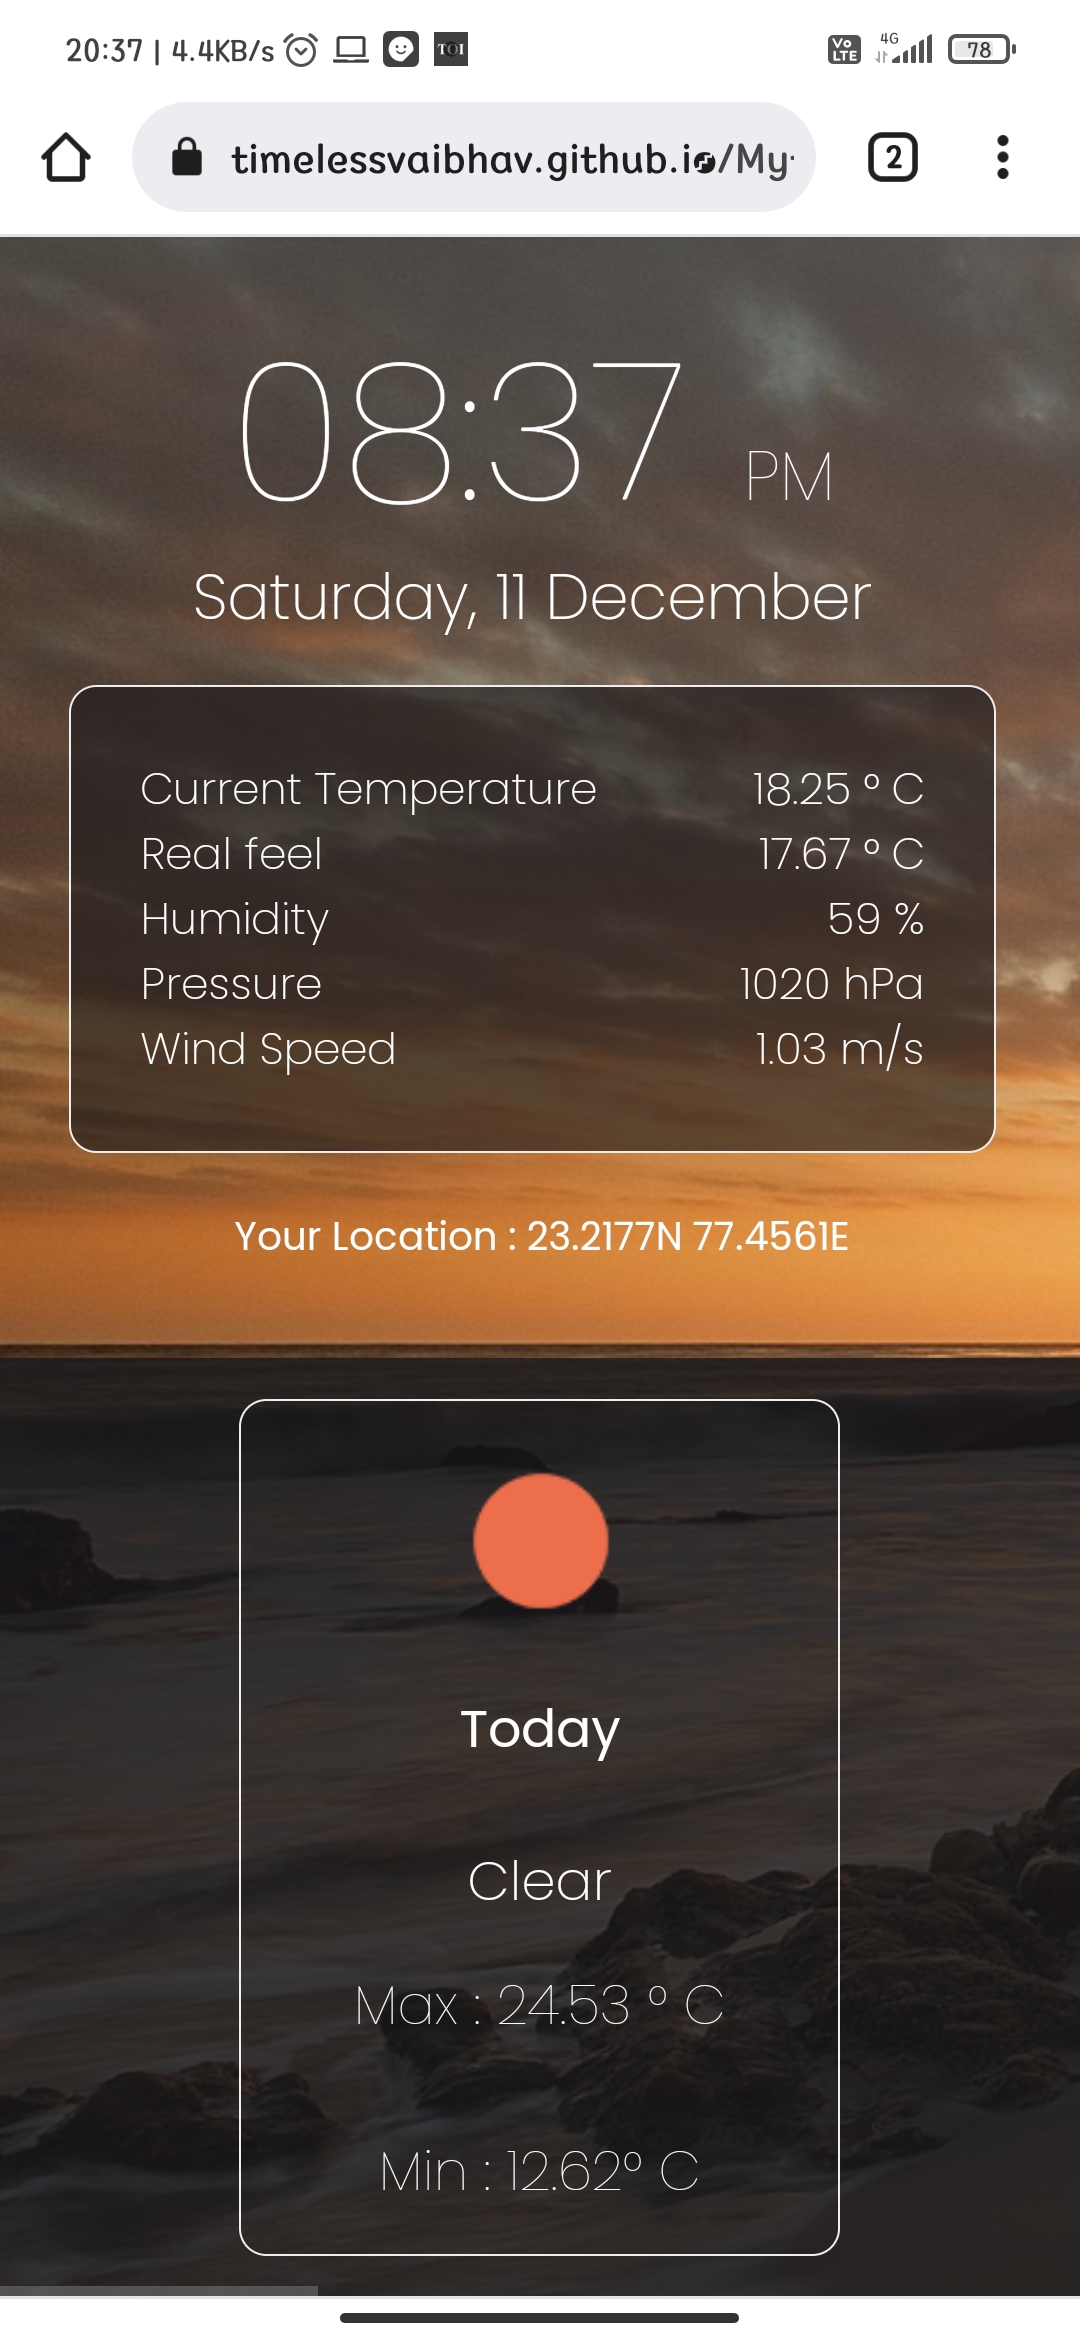 20:37 | 4.4KB/s TOI Vo LTE 4G 78
timelessvaibhav.github.io/My 2
08:37 PM
Saturday, 11 December
Current Temperature 18.25 ° C
Real feel 17.67 ° C
Humidity 59 %
Pressure 1020 hPa
Wind Speed 1.03 m/s
Your Location : 23.2177N 77.4561E
Today
Clear
Max : 24.53 ° C
Min : 12.62° C